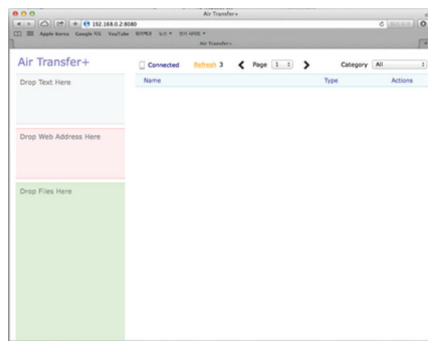 Air Transfer+
192.168.0.2:8080
Apple Korea YouTube
Air Transfer+
Air Transfer+
Connected Refresh 3 Page 1 Category All
Name Type Actions
Drop Text Here
Drop Web Address Here
Drop Files Here